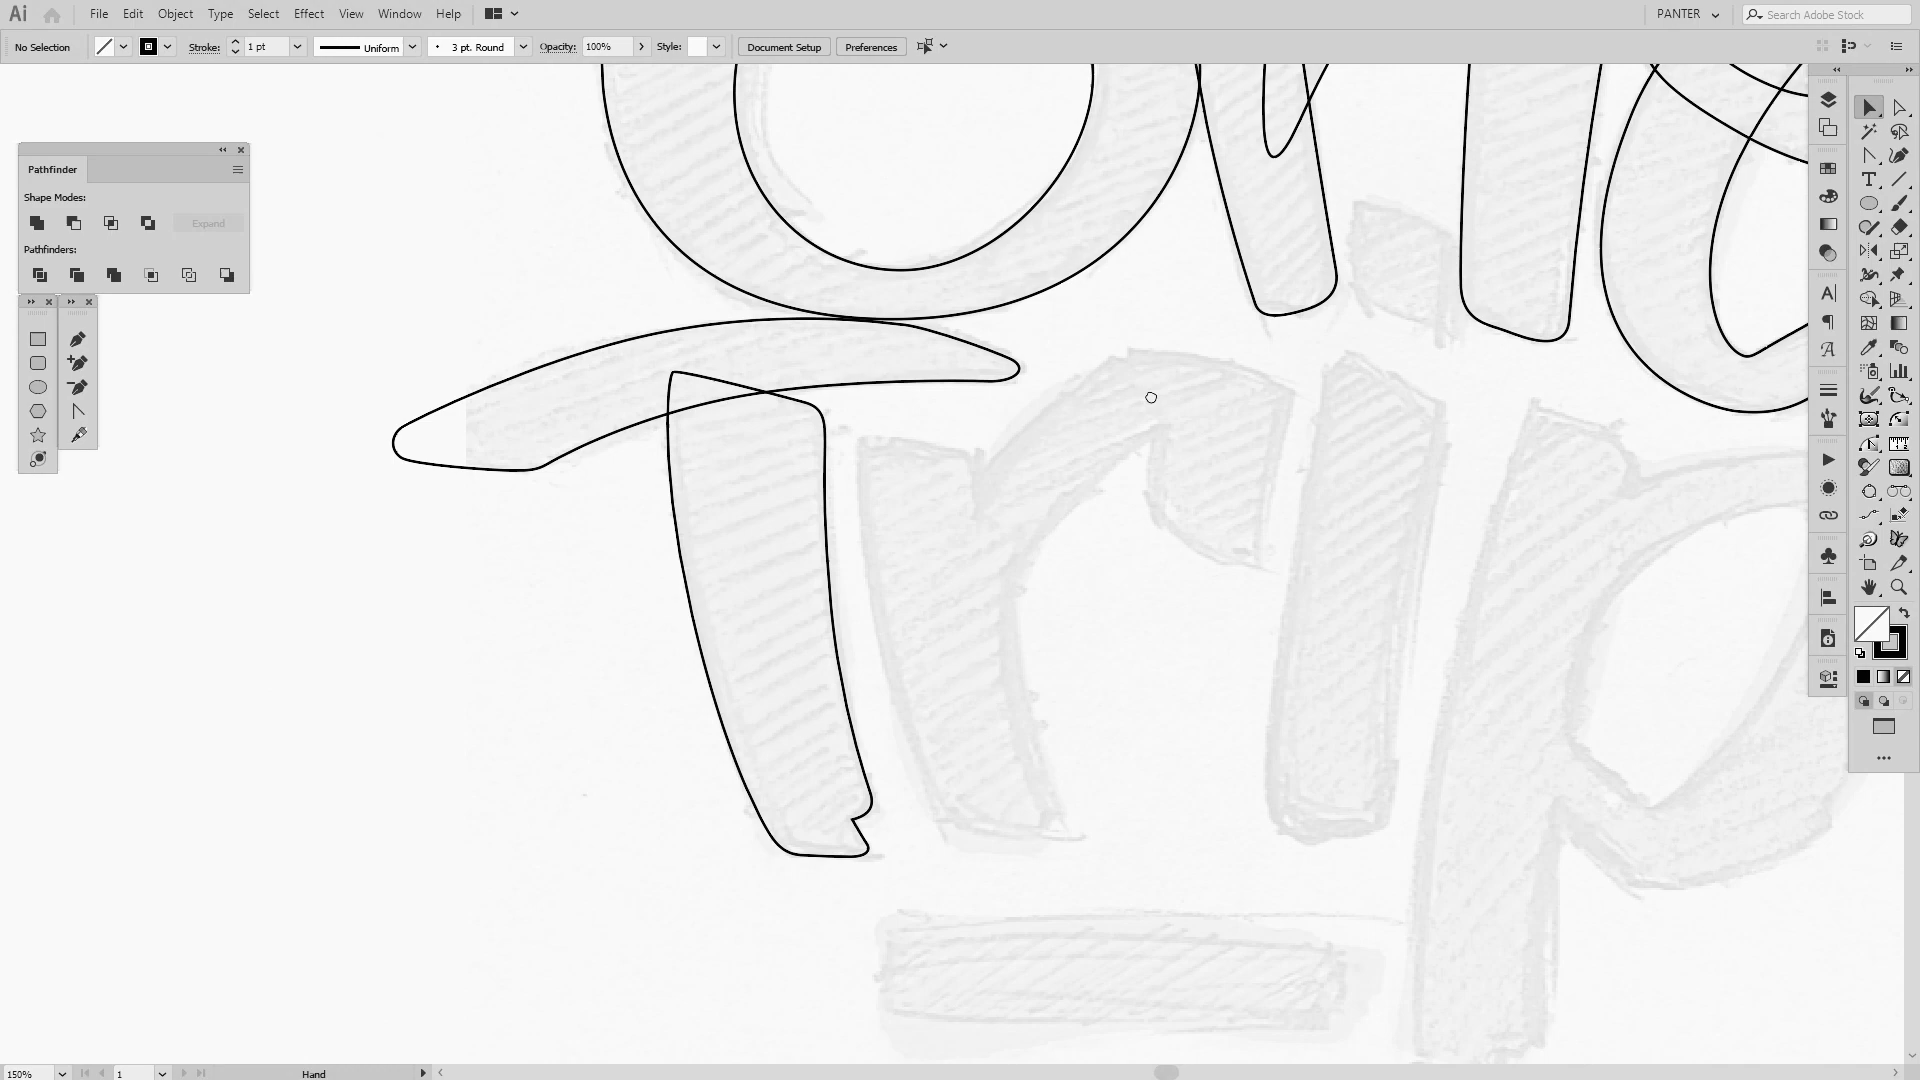 Ai File Edit Object Type Select Effect View Window Help PANTER Search Adobe Stock
No Selection Stroke: 1 pt Uniform 3 pt. Round Opacity: 100% Style: Document Setup Preferences
Pathfinder
Shape Modes:
Expand
Pathfinders:
Trip
150% 1 Hand